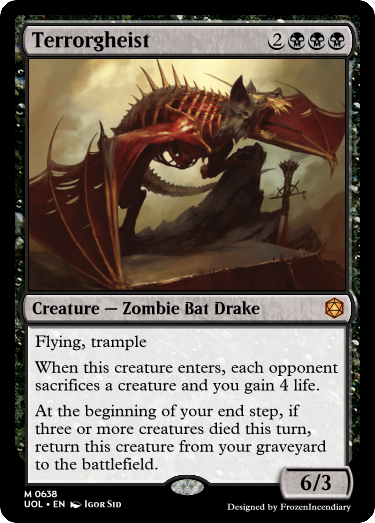 Terrorgheist 2
Creature — Zombie Bat Drake
Flying, trample
When this creature enters, each opponent
sacrifices a creature and you gain 4 life.
At the beginning of your end step, if
three or more creatures died this turn,
return this creature from your graveyard
to the battlefield.
6/3
M 0638
UOL • EN Igor Sid
Designed by FrozenIncendiary